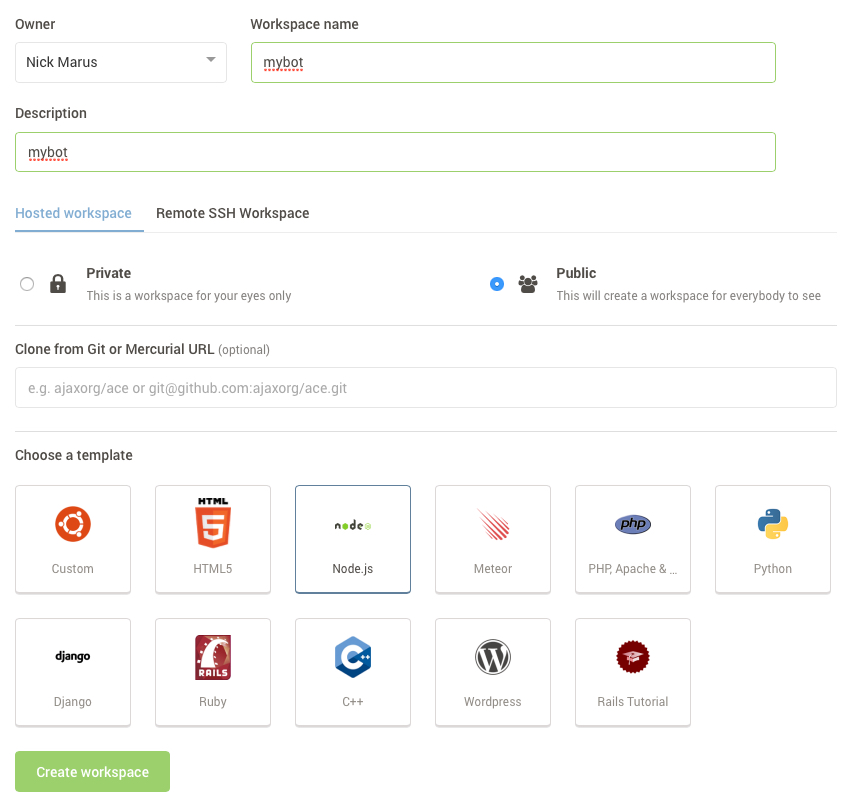 Owner
Workspace name
Nick Marus
mybot
Description
mybot
Hosted workspace
Remote SSH Workspace
Private
This is a workspace for your eyes only
Public
This will create a workspace for everybody to see
Clone from Git or Mercurial URL (optional)
e.g. ajaxorg/ace or git@github.com:ajaxorg/ace.git
Choose a template
Custom
HTML
5
HTML5
node
Node.js
Meteor
php
PHP, Apache & ...
Python
django
Django
RAILS
Ruby
C++
C++
W
Wordpress
Rails Tutorial
Create workspace